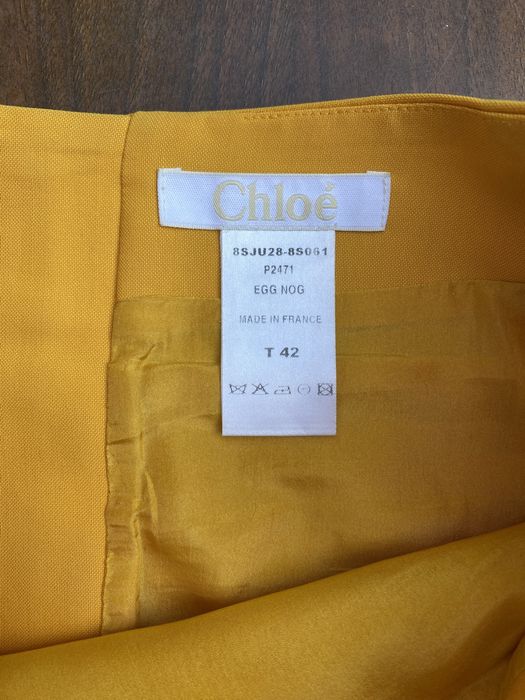 Chloé
8SJU28-8S061
P2471
EGG NOG
MADE IN FRANCE
T 42